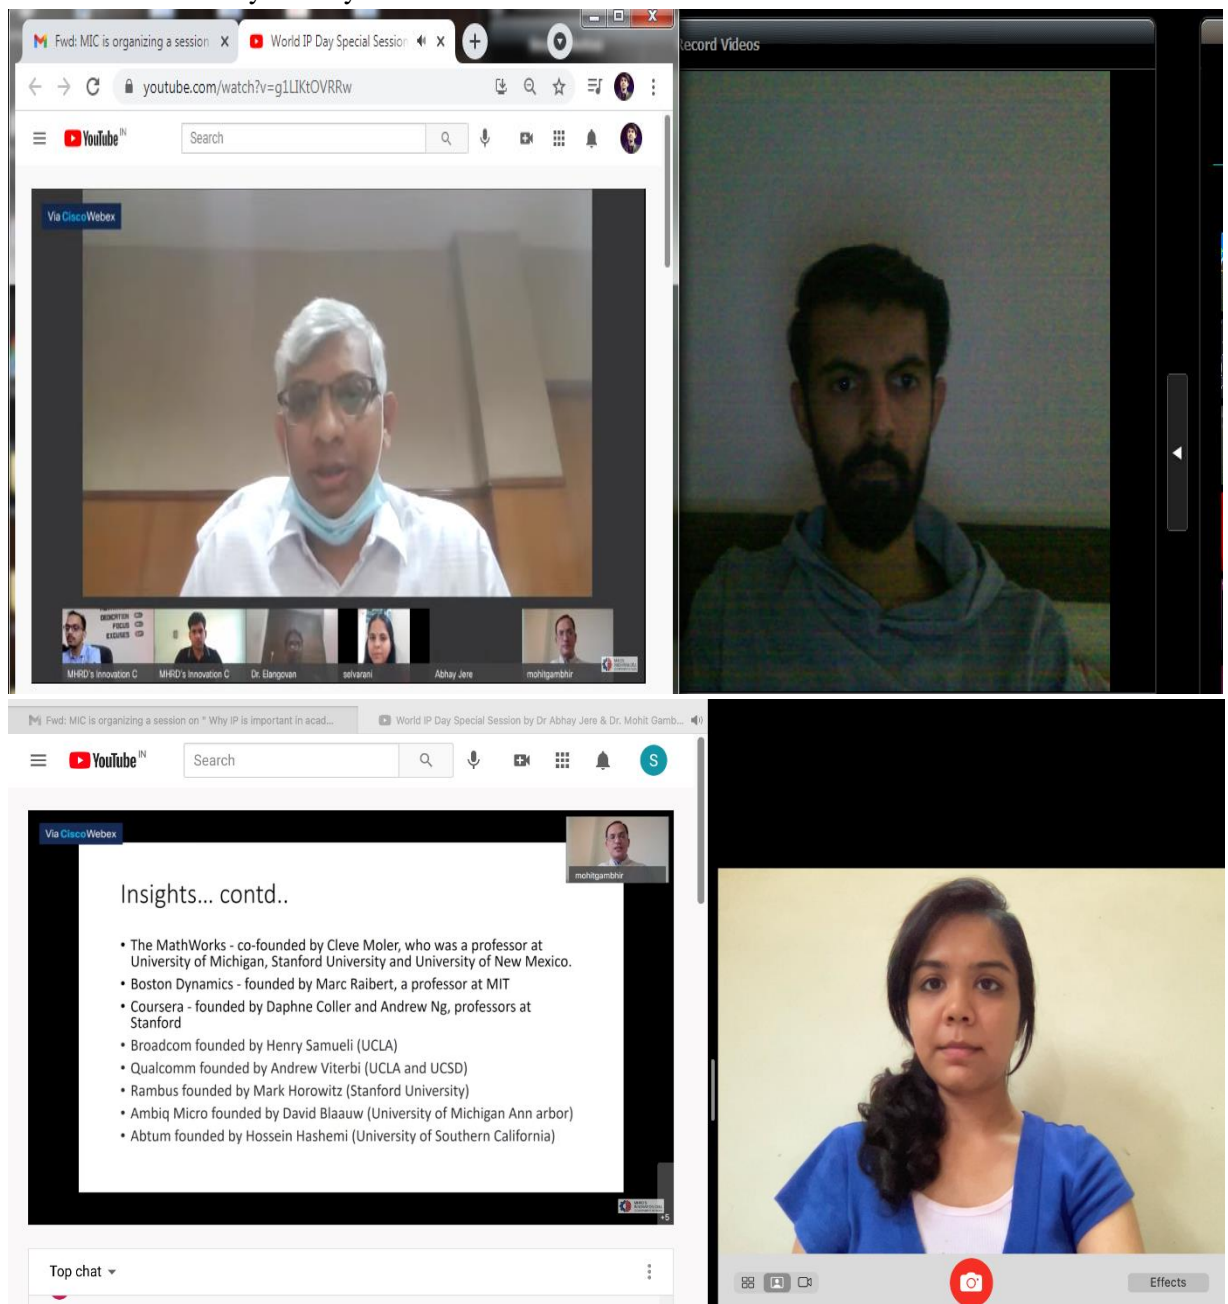 Fwd: MIC is organizing a session
World IP Day Special Session
youtube.com/watch?v=g1LIKtOVRRw
YouTube IN
Search
Via CiscoWebex
DEDICATION
FOCUS
EXCUSES
MHRD's Innovation C
MHRD's Innovation C
Dr. Elangovan
selvarani
Abhay Jere
mohitgambhir
Record Videos
Fwd: MIC is organizing a session on " Why IP is important in acad...
World IP Day Special Session by Dr Abhay Jere & Dr. Mohit Gamb...
YouTube IN
Search
S
Via CiscoWebex
mohitgambhir
Insights... contd..
• The MathWorks - co-founded by Cleve Moler, who was a professor at
University of Michigan, Stanford University and University of New Mexico.
• Boston Dynamics - founded by Marc Raibert, a professor at MIT
• Coursera - founded by Daphne Coller and Andrew Ng, professors at
Stanford
• Broadcom founded by Henry Samueli (UCLA)
• Qualcomm founded by Andrew Viterbi (UCLA and UCSD)
• Rambus founded by Mark Horowitz (Stanford University)
• Ambiq Micro founded by David Blaauw (University of Michigan Ann arbor)
• Abtum founded by Hossein Hashemi (University of Southern California)
+5
Top chat
Effects